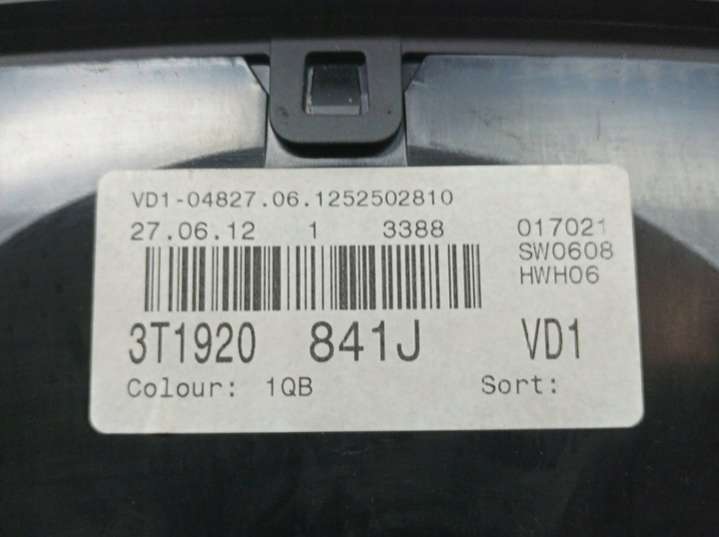 VD1-04827.06.1252502810
27.06.12 1 3388 017021
SW0608
HWH06
3T1920 841J VD1
Colour: 1QB Sort: